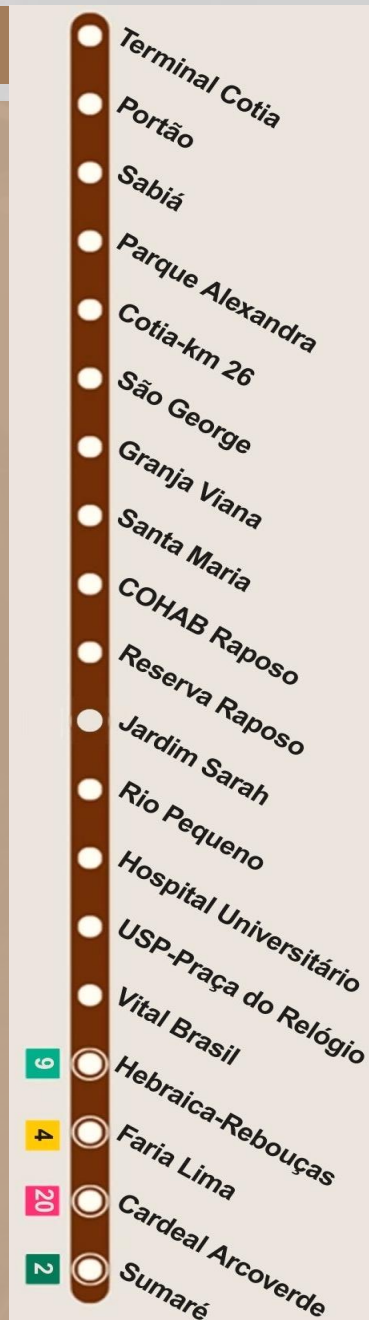 Terminal Cotia
Portão
Sabiá
Parque Alexandra
Cotia-km 26
São George
Granja Viana
Santa Maria
COHAB Raposo
Reserva Raposo
Jardim Sarah
Rio Pequeno
Hospital Universitário
USP-Praça do Relógio
Vital Brasil
9 Hebraica-Rebouças
4 Faria Lima
20 Cardeal Arcoverde
2 Sumaré